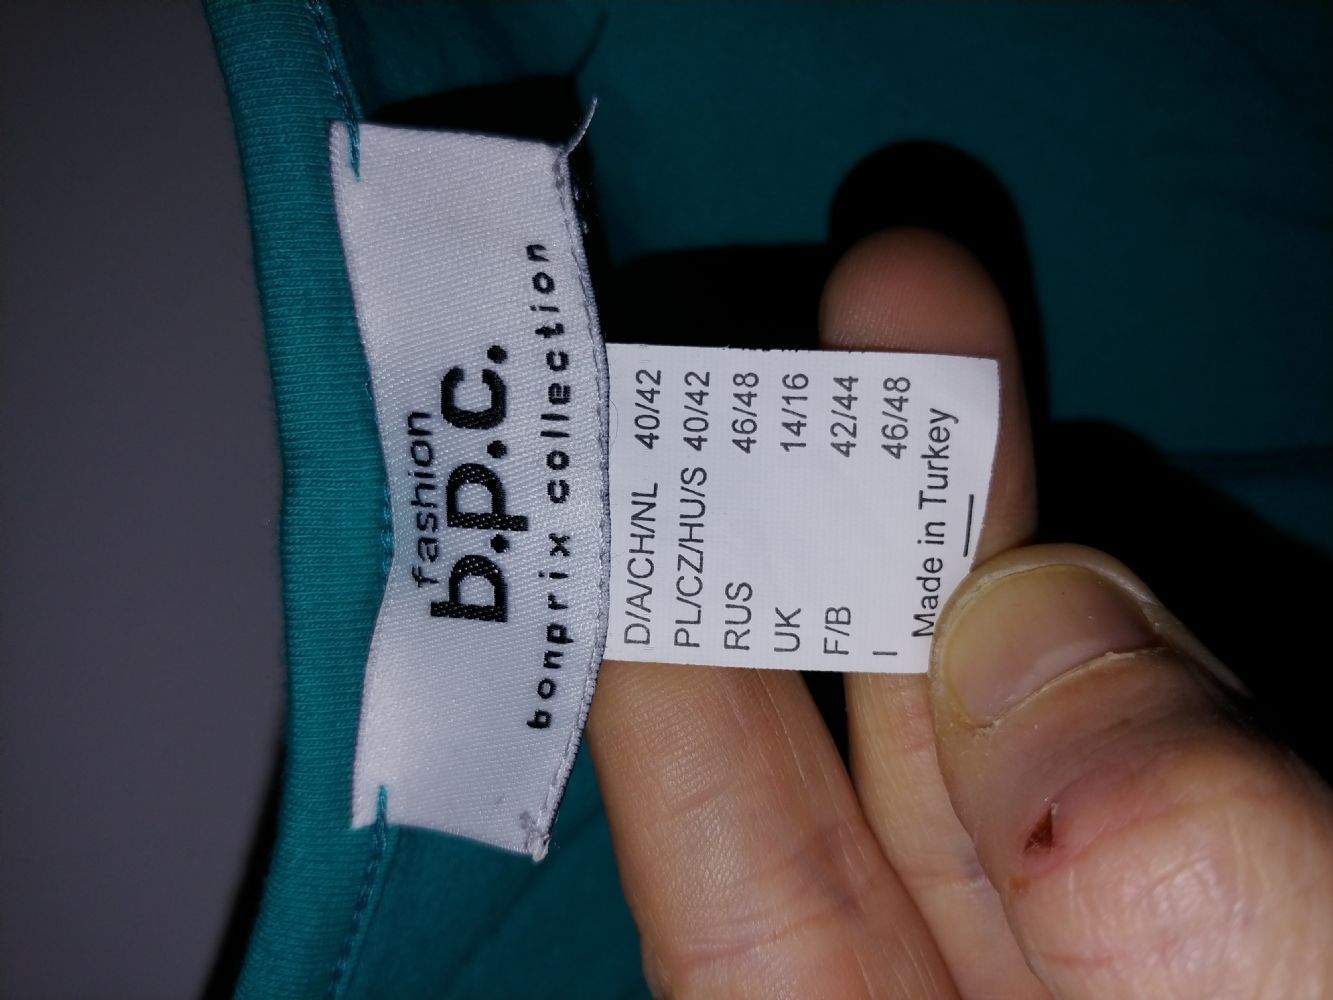 fashion
b.p.c.
bonprix collection
D/A/CH/NL 40/42
PL/CZ/HU/S 40/42
RUS 46/48
UK 14/16
F/B 42/44
I 46/48
Made in Turkey